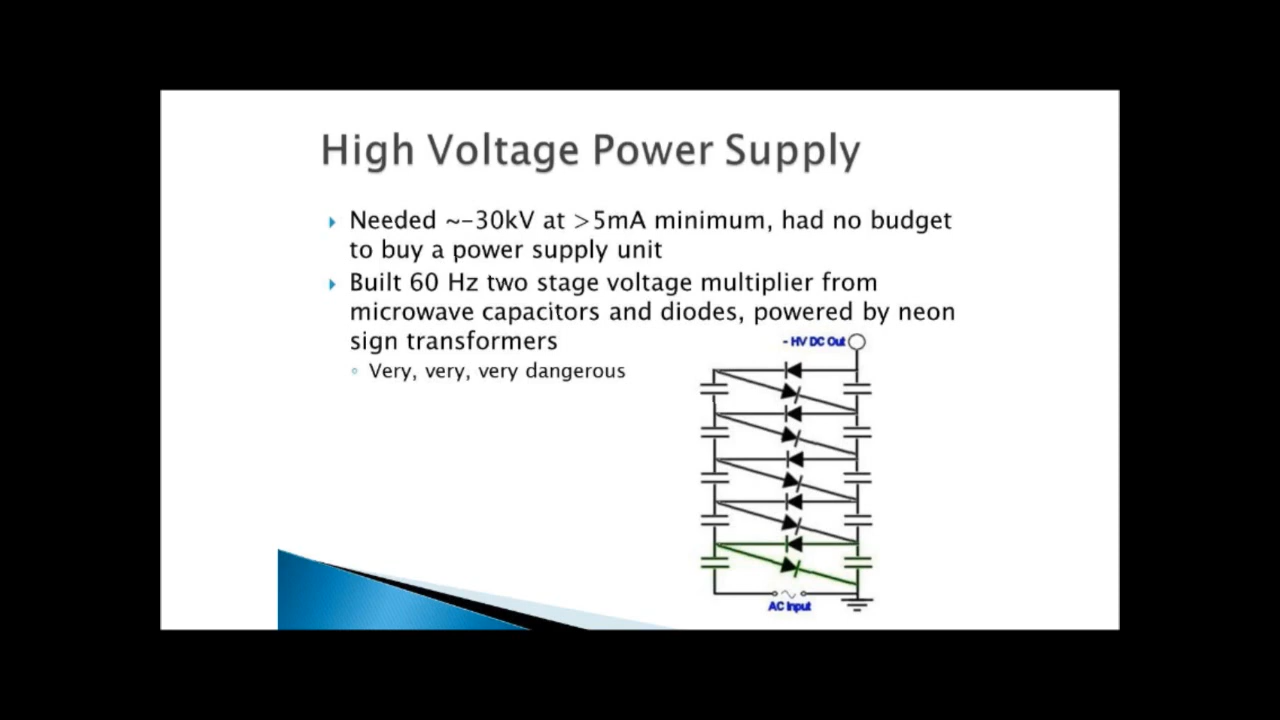 High Voltage Power Supply
Needed ~-30kV at >5mA minimum, had no budget
to buy a power supply unit
Built 60 Hz two stage voltage multiplier from
microwave capacitors and diodes, powered by neon
sign transformers
Very, very, very dangerous
- HV DC Out
AC Input